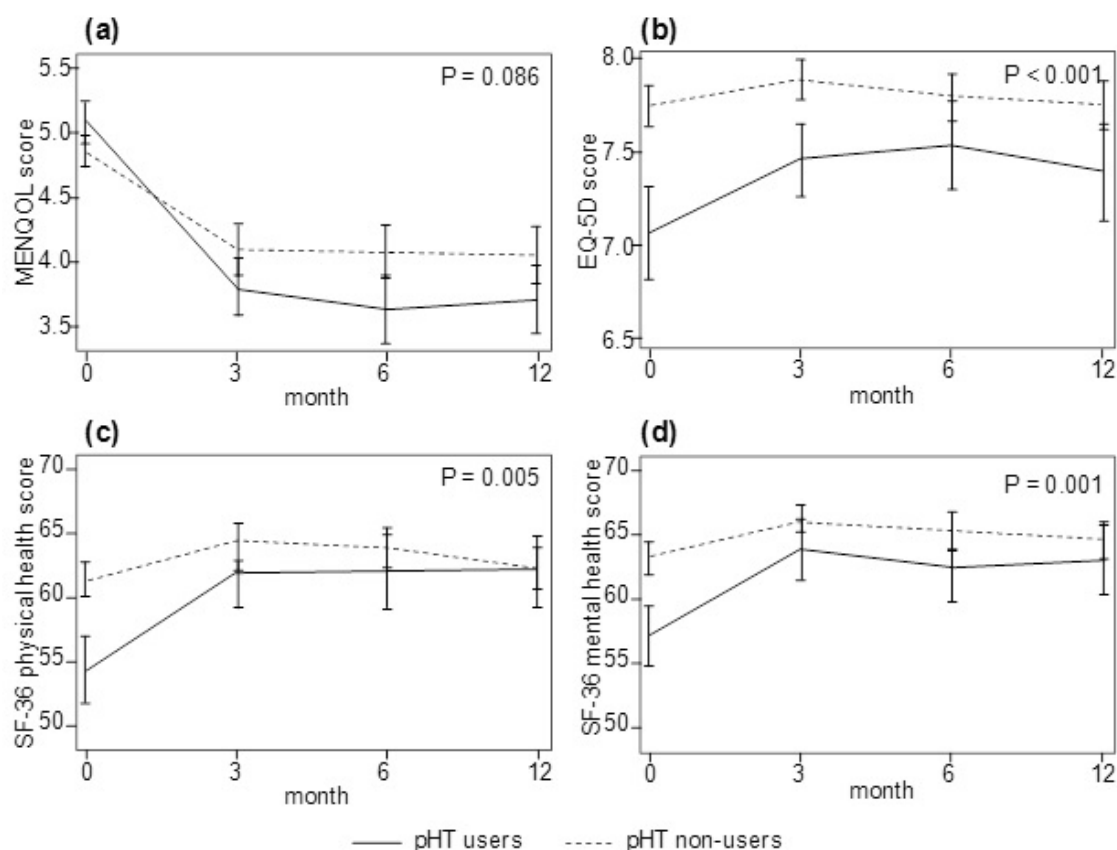 (a)
P = 0.086
MENQOL score
5.5
5.0
4.5
4.0
3.5
0 3 6 12
month
(b)
P < 0.001
EQ-5D score
8.0
7.5
7.0
6.5
0 3 6 12
month
(c)
P = 0.005
SF-36 physical health score
70
65
60
55
50
0 3 6 12
month
(d)
P = 0.001
SF-36 mental health score
70
65
60
55
50
0 3 6 12
month
pHT users pHT non-users